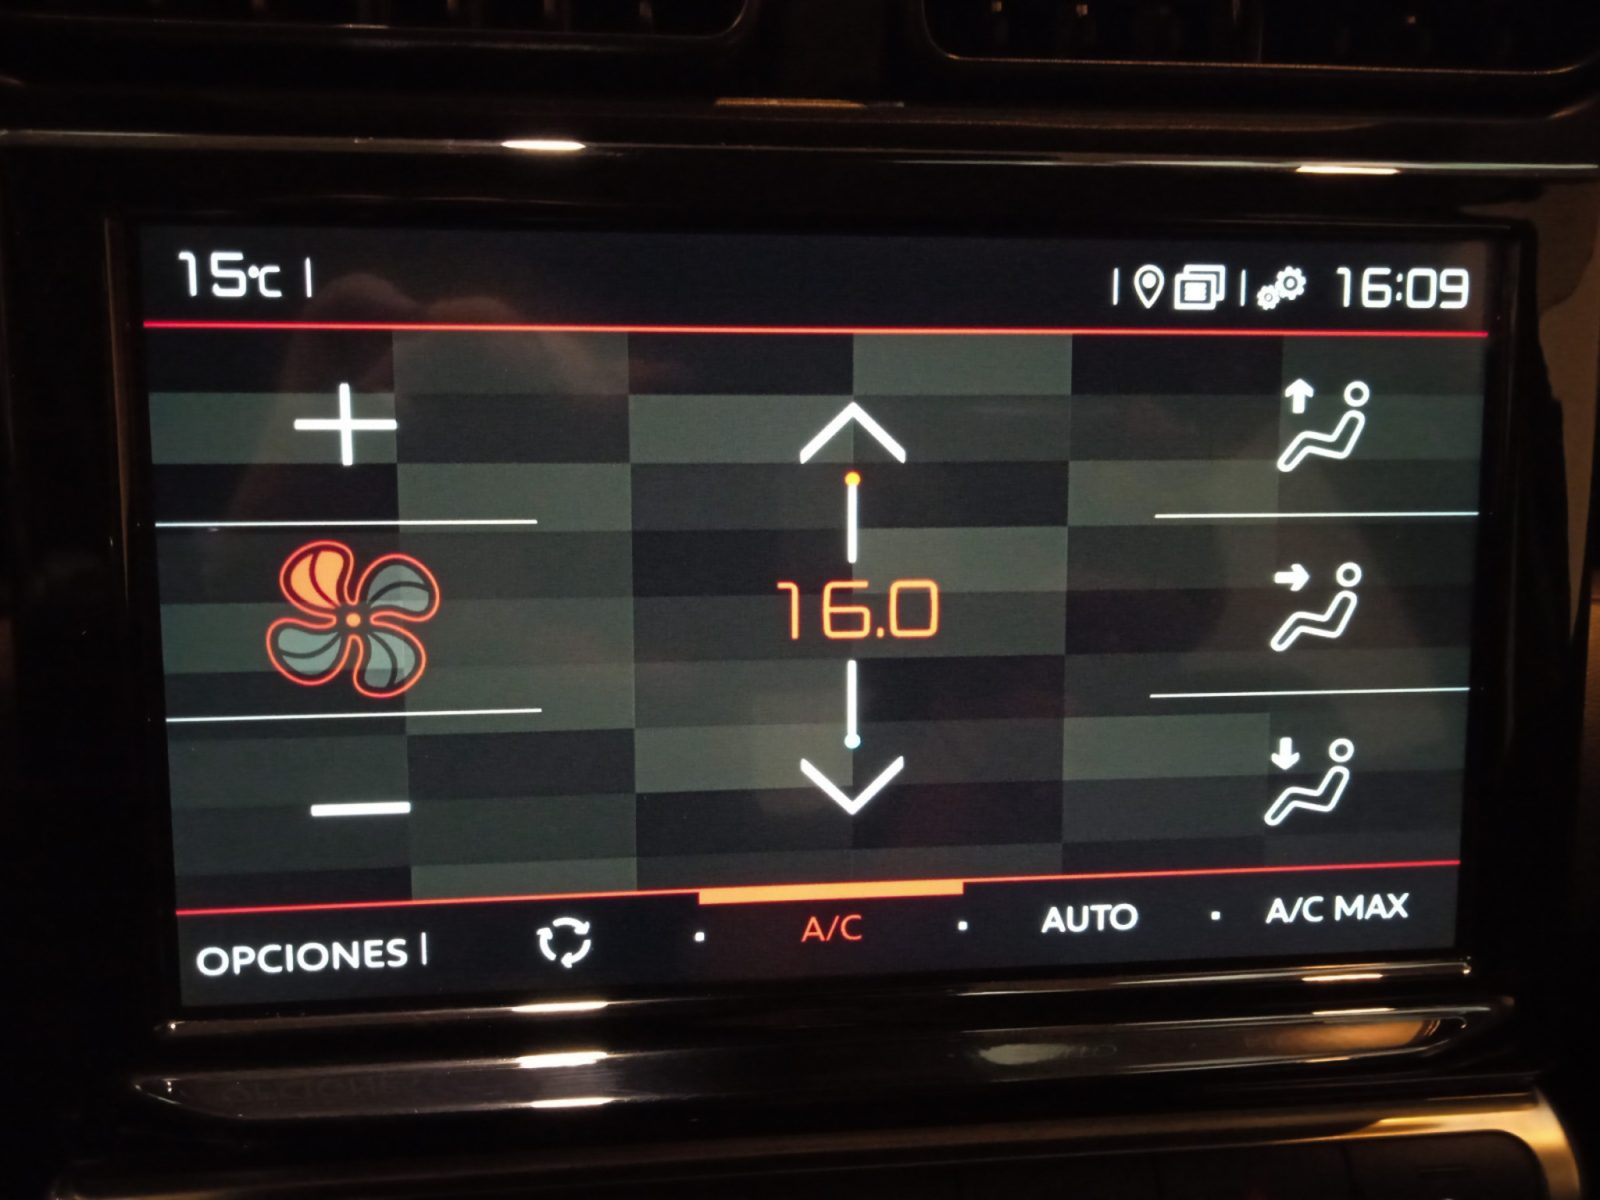 15°C
16:09
16.0
OPCIONES
A/C
AUTO
A/C MAX